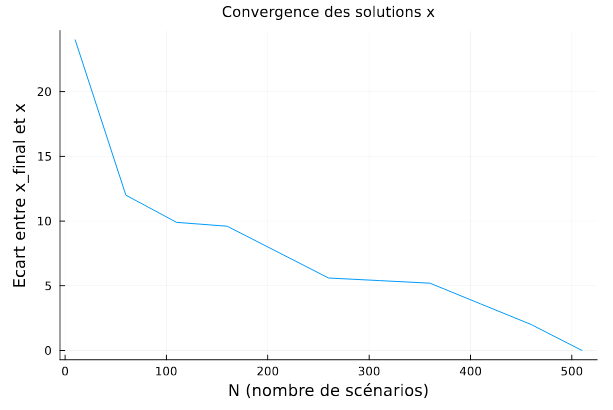 Convergence des solutions x
Ecart entre x_final et x
20
15
10
5
0
0 100 200 300 400 500
N (nombre de scénarios)